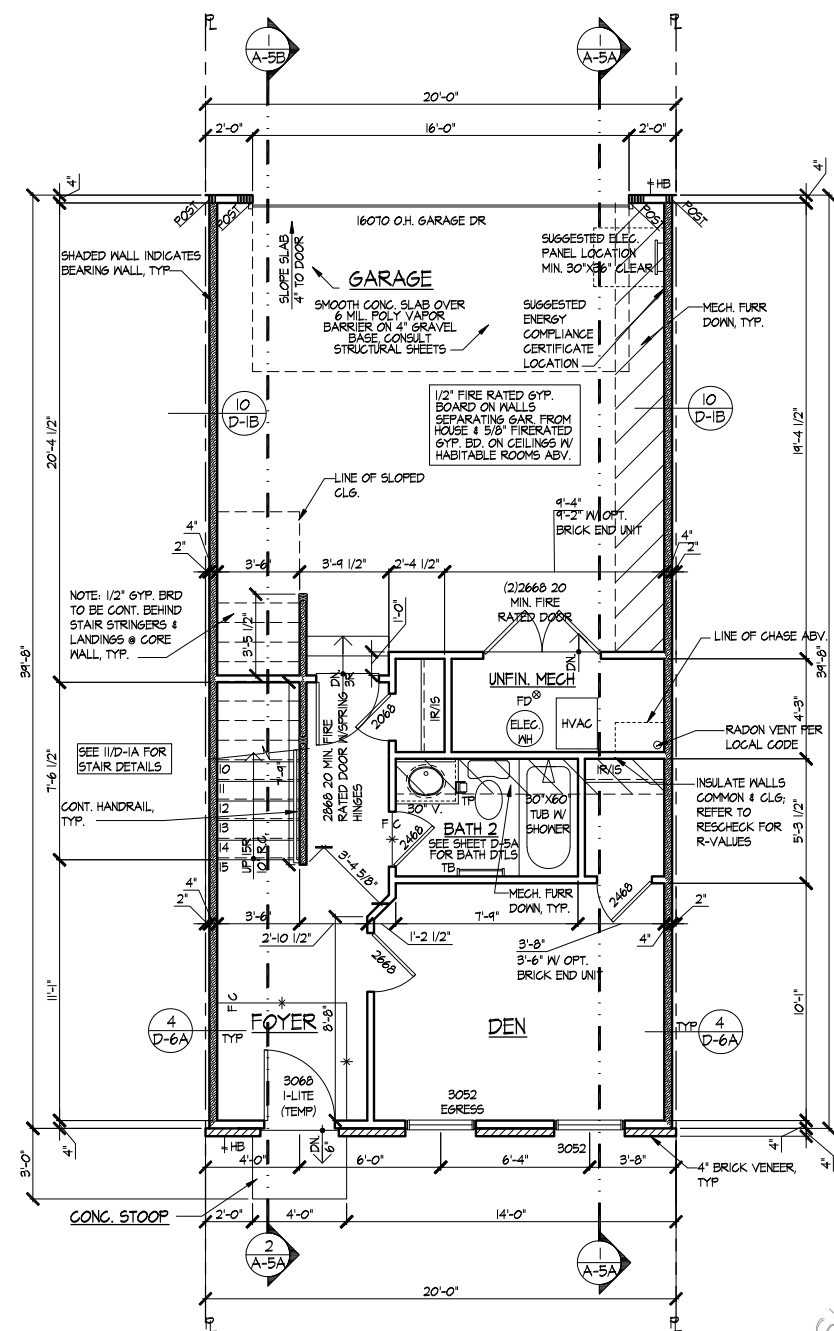 PL
PL
1
A-5B
1
A-5A
20'-0"
2'-0"
16'-0"
2'-0"
4"
4"
HB
POST
POST
POST
POST
16070 O.H. GARAGE DR
SLOPE SLAB
4" TO DOOR
SHADED WALL INDICATES
BEARING WALL, TYP
GARAGE
SMOOTH CONC. SLAB OVER
6 MIL. POLY VAPOR
BARRIER ON 4" GRAVEL
BASE, CONSULT
STRUCTURAL SHEETS
SUGGESTED ELEC.
PANEL LOCATION
MIN. 30"X36" CLEAR
SUGGESTED
ENERGY
COMPLIANCE
CERTIFICATE
LOCATION
MECH. FURR
DOWN, TYP.
10
D-1B
10
D-1B
1/2" FIRE RATED GYP.
BOARD ON WALLS
SEPARATING GAR. FROM
HOUSE & 5/8" FIRERATED
GYP. BD. ON CEILINGS W/
HABITABLE ROOMS ABV.
20'-4 1/2"
19'-4 1/2"
LINE OF SLOPED
CLG.
9'-4"
9'-2" W/ OPT.
BRICK END UNIT
4"
2"
3'-6"
3'-9 1/2"
2'-4 1/2"
4"
2"
NOTE: 1/2" GYP. BRD
TO BE CONT. BEHIND
STAIR STRINGERS &
LANDINGS @ CORE
WALL, TYP.
3'-5 1/2"
1'-0"
(2)2668 20
MIN. FIRE
RATED DOOR
39'-8"
39'-8"
LINE OF CHASE ABV.
DN.
3R
DN.
UNFIN. MECH
FD
ELEC.
WH
HVAC
1R/1S
2068
4'-3"
RADON VENT PER
LOCAL CODE
2668 20 MIN. FIRE
RATED DOOR W/SPRING
HINGES
SEE 11/D-1A FOR
STAIR DETAILS
7'-6 1/2"
CONT. HANDRAIL,
TYP.
10
11
12
13
14
15
UP 15R
1R/1S
INSULATE WALLS
COMMON & CLG;
REFER TO
RESCHECK FOR
R-VALUES
5'-3 1/2"
30" V.
TP
30"X60"
TUB W/
SHOWER
F C
2468
BATH 2
SEE SHEET D-5A
FOR BATH DTLS
TB
MECH. FURR
DOWN, TYP.
3'-4 5/8"
2468
4"
2"
3'-6"
2'-10 1/2"
1'-2 1/2"
7'-9"
4"
2"
3'-8"
3'-6" W/ OPT.
BRICK END UNIT
2668
11'-1"
10'-1"
F C
8'-8"
4
D-6A
TYP
FOYER
DEN
TYP
4
D-6A
3068
1-LITE
(TEMP)
3052
EGRESS
HB
DN.
6"
3052
4"
4"
4"
3'-0"
4'-0"
6'-0"
6'-4"
3'-8"
4" BRICK VENEER,
TYP
CONC. STOOP
2'-0"
4'-0"
14'-0"
2
A-5A
1
A-5A
20'-0"
PL
PL